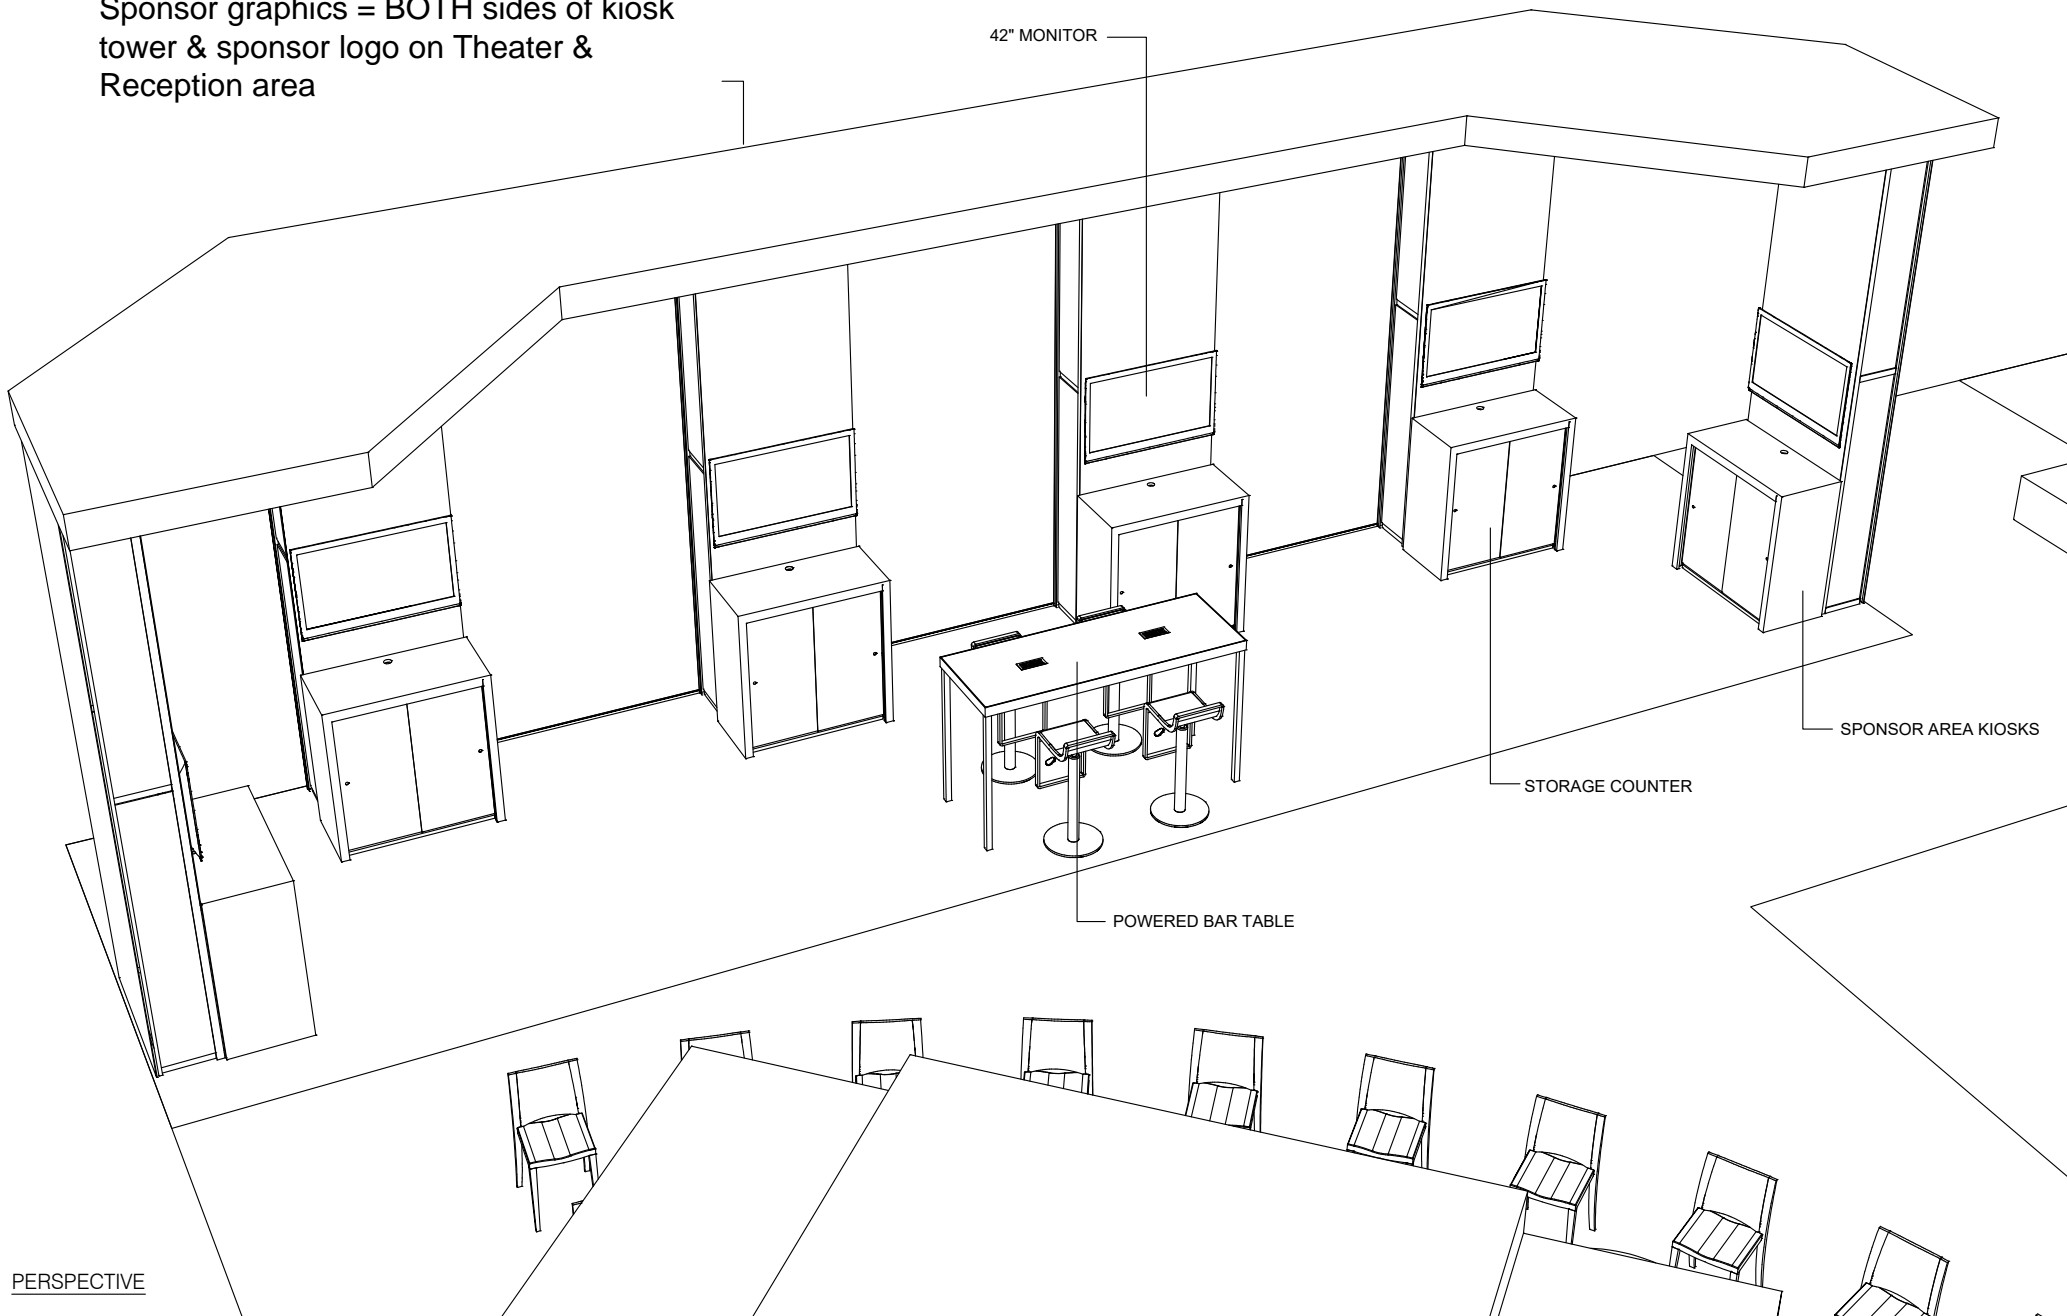 Sponsor graphics = BOTH sides of kiosk
tower & sponsor logo on Theater &
Reception area
42" MONITOR
SPONSOR AREA KIOSKS
STORAGE COUNTER
POWERED BAR TABLE
PERSPECTIVE